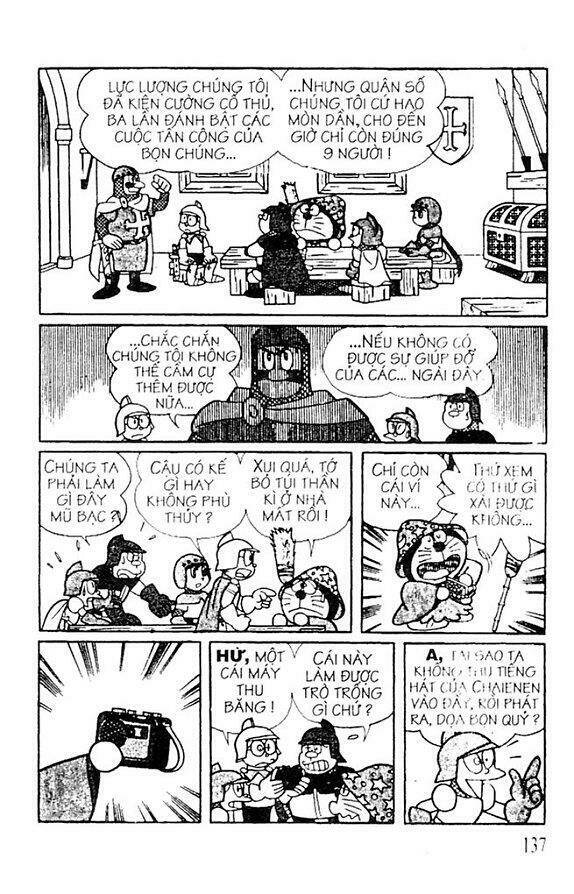 LỰC LƯỢNG CHÚNG TÔI
ĐÃ KIÊN CƯỜNG CỐ THỦ,
BA LẦN ĐÁNH BẬT CÁC
CUỘC TẤN CÔNG CỦA
BỌN CHÚNG...
...NHƯNG QUÂN SỐ
CHÚNG TÔI CỨ HAO
MÒN DẦN, CHO ĐẾN
GIỜ CHỈ CÒN ĐÚNG
9 NGƯỜI !
...CHẮC CHẮN
CHÚNG TÔI KHÔNG
THỂ CẦM CỰ
THÊM ĐƯỢC
NỮA...
...NẾU KHÔNG CÓ
ĐƯỢC SỰ GIÚP ĐỠ
CỦA CÁC... NGÀI ĐÂY.
CHÚNG TA
PHẢI LÀM
GÌ ĐÂY
MŨ BẠC ?
CẬU CÓ KẾ
GÌ HAY
KHÔNG PHÙ
THỦY ?
XUI QUÁ, TỚ
BỎ TÚI THẦN
KÌ Ở NHÀ
MẤT RỒI !
CHỈ CÒN
CÁI VÍ
NÀY...
THỬ XEM
CÓ THỨ GÌ
XÀI ĐƯỢC
KHÔNG...
HỪ, MỘT
CÁI MÁY
THU
BĂNG !
CÁI NÀY
LÀM ĐƯỢC
TRÒ TRỐNG
GÌ CHỨ ?
A, TẠI SAO TA
KHÔNG THU TIẾNG
HÁT CỦA CHAIENEN
VÀO ĐÂY, RỒI PHÁT
RA, DỌA BỌN QUỶ ?
137